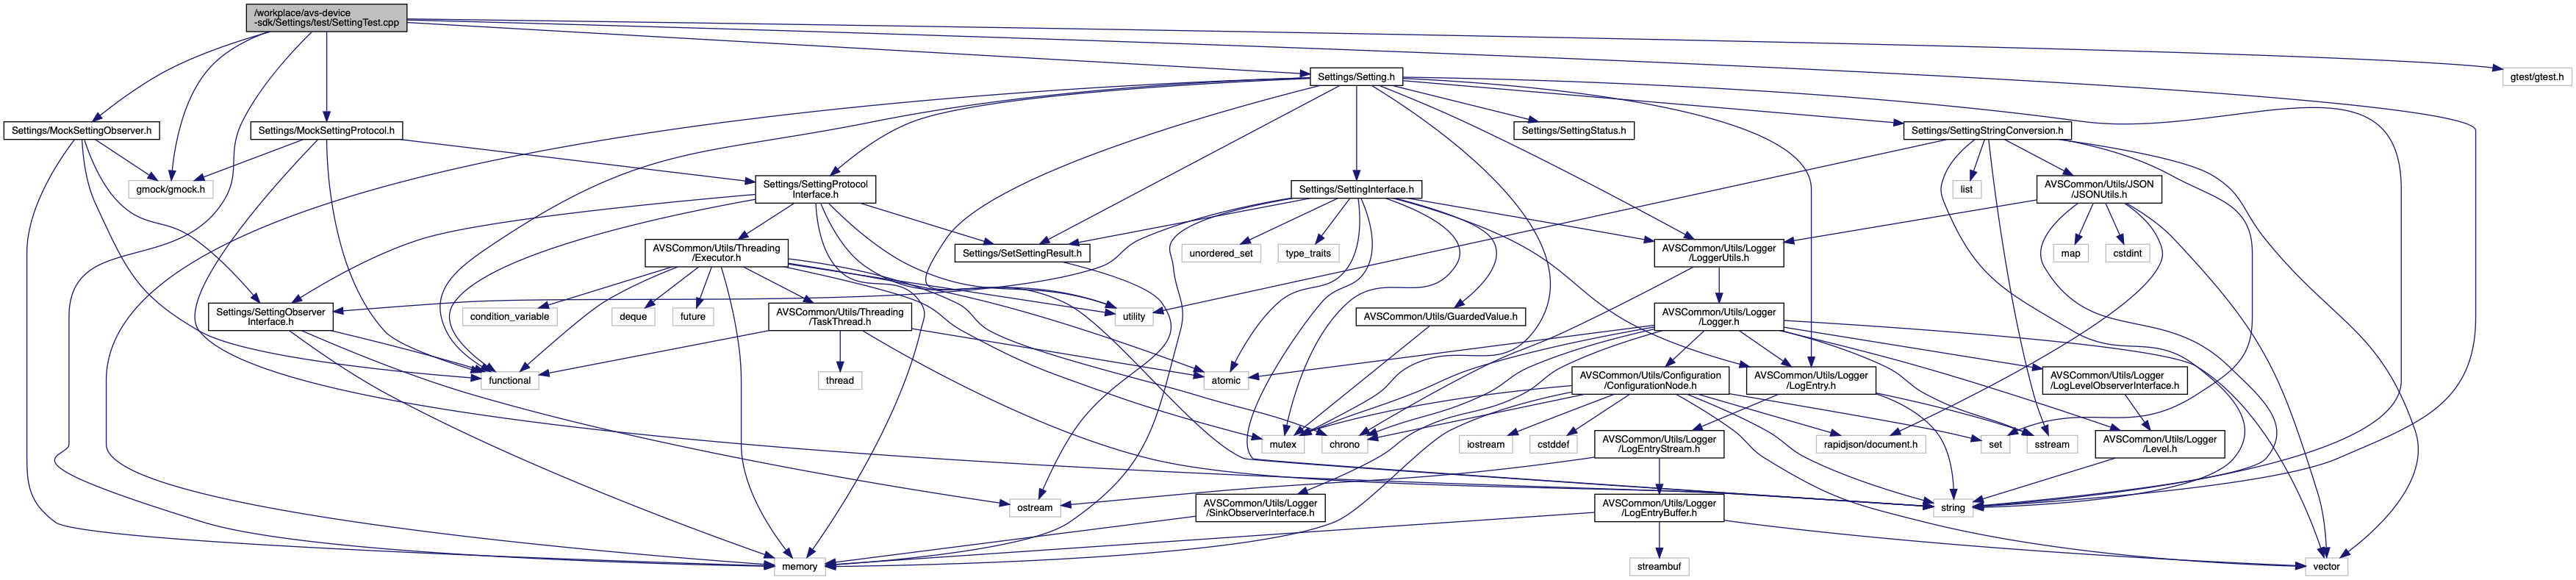 /workplace/avs-device
-sdk/Settings/test/SettingTest.cpp
Settings/Setting.h
gtest/gtest.h
Settings/MockSettingObserver.h
Settings/MockSettingProtocol.h
Settings/SettingStatus.h
Settings/SettingStringConversion.h
gmock/gmock.h
Settings/SettingProtocol
Interface.h
Settings/SettingInterface.h
list
AVSCommon/Utils/JSON
/JSONUtils.h
AVSCommon/Utils/Threading
/Executor.h
Settings/SetSettingResult.h
unordered_set
type_traits
AVSCommon/Utils/Logger
/LoggerUtils.h
map
cstdint
Settings/SettingObserver
Interface.h
condition_variable
deque
future
AVSCommon/Utils/Threading
/TaskThread.h
utility
AVSCommon/Utils/GuardedValue.h
AVSCommon/Utils/Logger
/Logger.h
functional
thread
atomic
AVSCommon/Utils/Configuration
/ConfigurationNode.h
AVSCommon/Utils/Logger
/LogEntry.h
AVSCommon/Utils/Logger
/LogLevelObserverInterface.h
mutex
chrono
iostream
cstddef
AVSCommon/Utils/Logger
/LogEntryStream.h
rapidjson/document.h
set
sstream
AVSCommon/Utils/Logger
/Level.h
ostream
AVSCommon/Utils/Logger
/SinkObserverInterface.h
AVSCommon/Utils/Logger
/LogEntryBuffer.h
string
memory
streambuf
vector